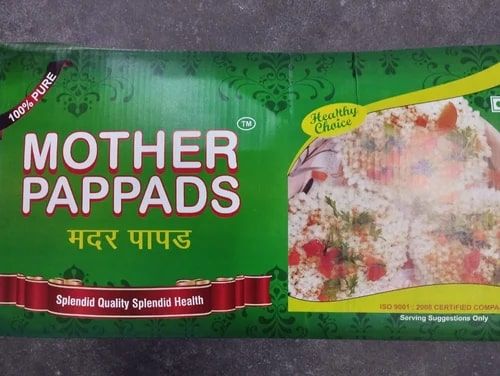 100% PURE
MOTHER
PAPPADS
TM
मदर पापड
Splendid Quality Splendid Health
Healthy
Choice
ISO 9001 : 2008 CERTIFIED COMPA
Serving Suggestions Only